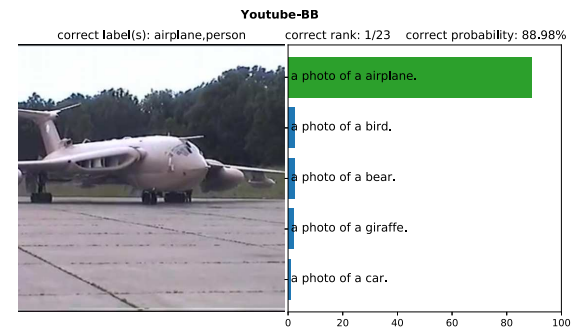 Youtube-BB
correct label(s): airplane,person
correct rank: 1/23 correct probability: 88.98%
a photo of a airplane.
a photo of a bird.
a photo of a bear.
a photo of a giraffe.
a photo of a car.
0 20 40 60 80 100